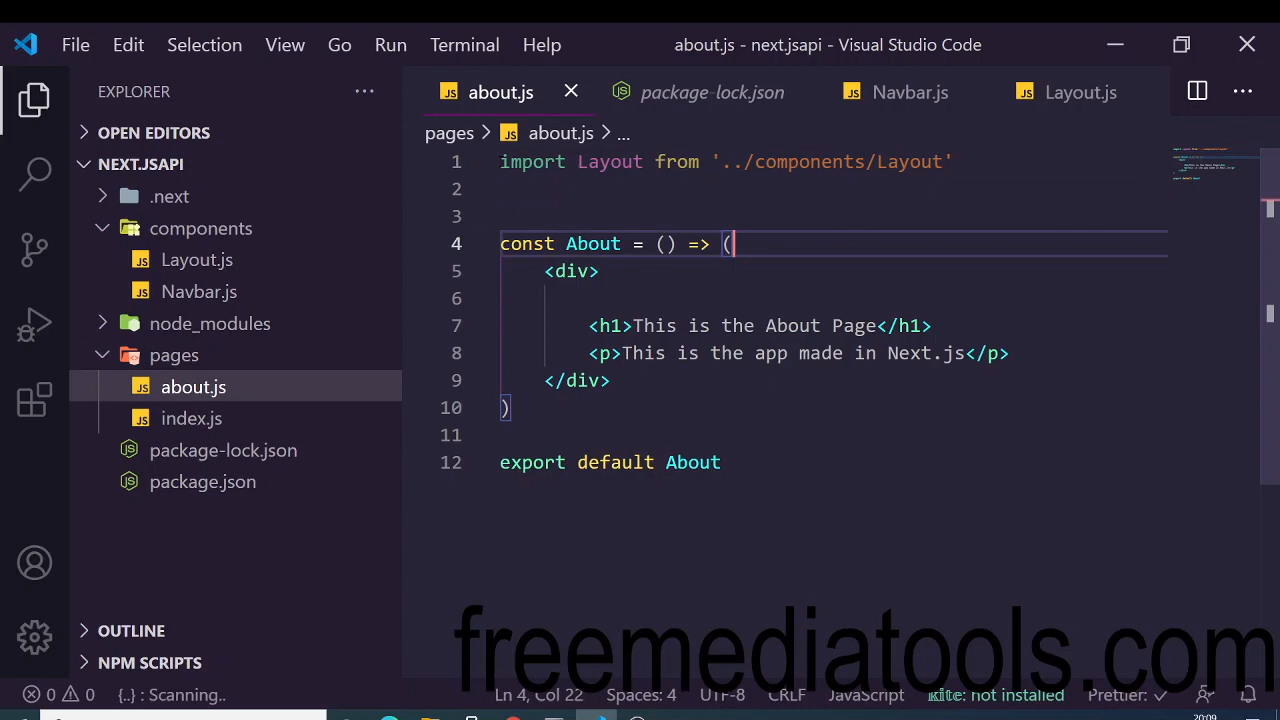 File Edit Selection View Go Run Terminal Help about.js - next.jsapi - Visual Studio Code
EXPLORER
OPEN EDITORS
NEXT.JSAPI
.next
components
Layout.js
Navbar.js
node_modules
pages
about.js
index.js
package-lock.json
package.json
OUTLINE
NPM SCRIPTS
about.js package-lock.json Navbar.js Layout.js
pages > about.js > ...
1 import Layout from '../components/Layout'
2
3
4 const About = () => (
5 <div>
6
7 <h1>This is the About Page</h1>
8 <p>This is the app made in Next.js</p>
9 </div>
10 )
11
12 export default About
freemediatools.com
0 0 {..} : Scanning.. Ln 4, Col 22 Spaces: 4 UTF-8 CRLF JavaScript kite: not installed Prettier: ✓
20:09